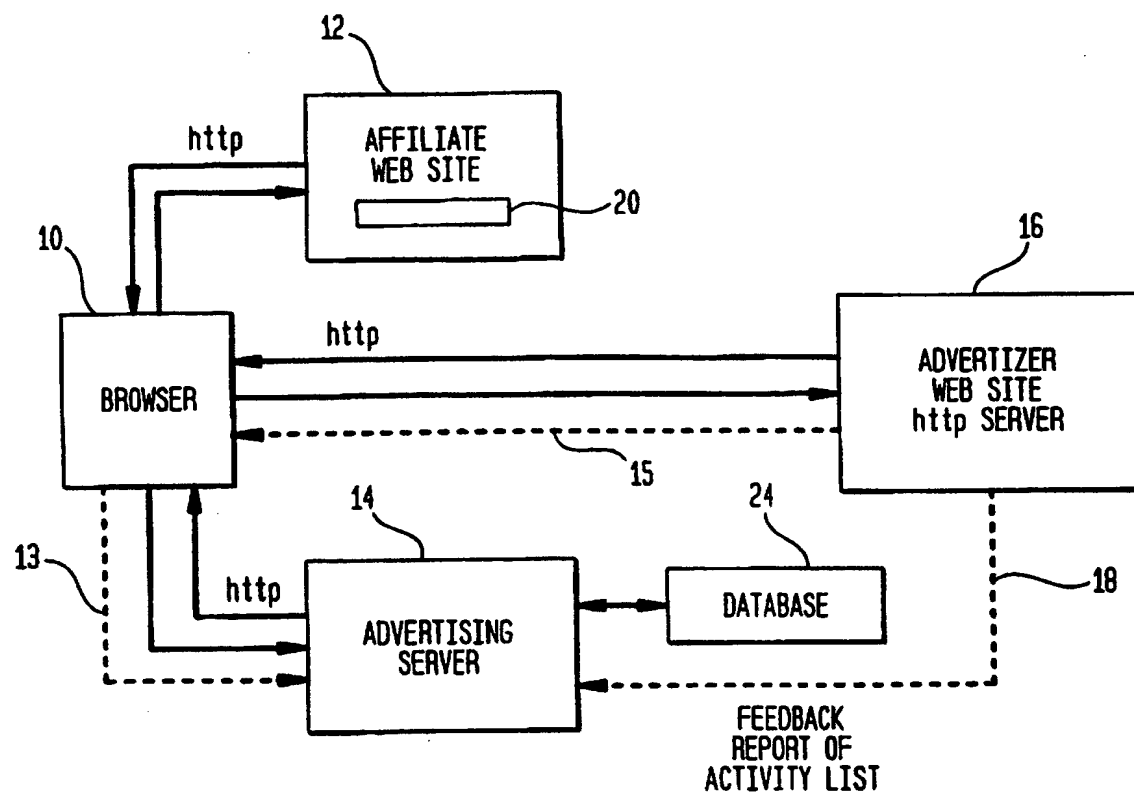 12
http
AFFILIATE
WEB SITE
20
16
10
http
BROWSER
ADVERTIZER
WEB SITE
http SERVER
15
14
24
13
http
18
DATABASE
ADVERTISING
SERVER
FEEDBACK
REPORT OF
ACTIVITY LIST